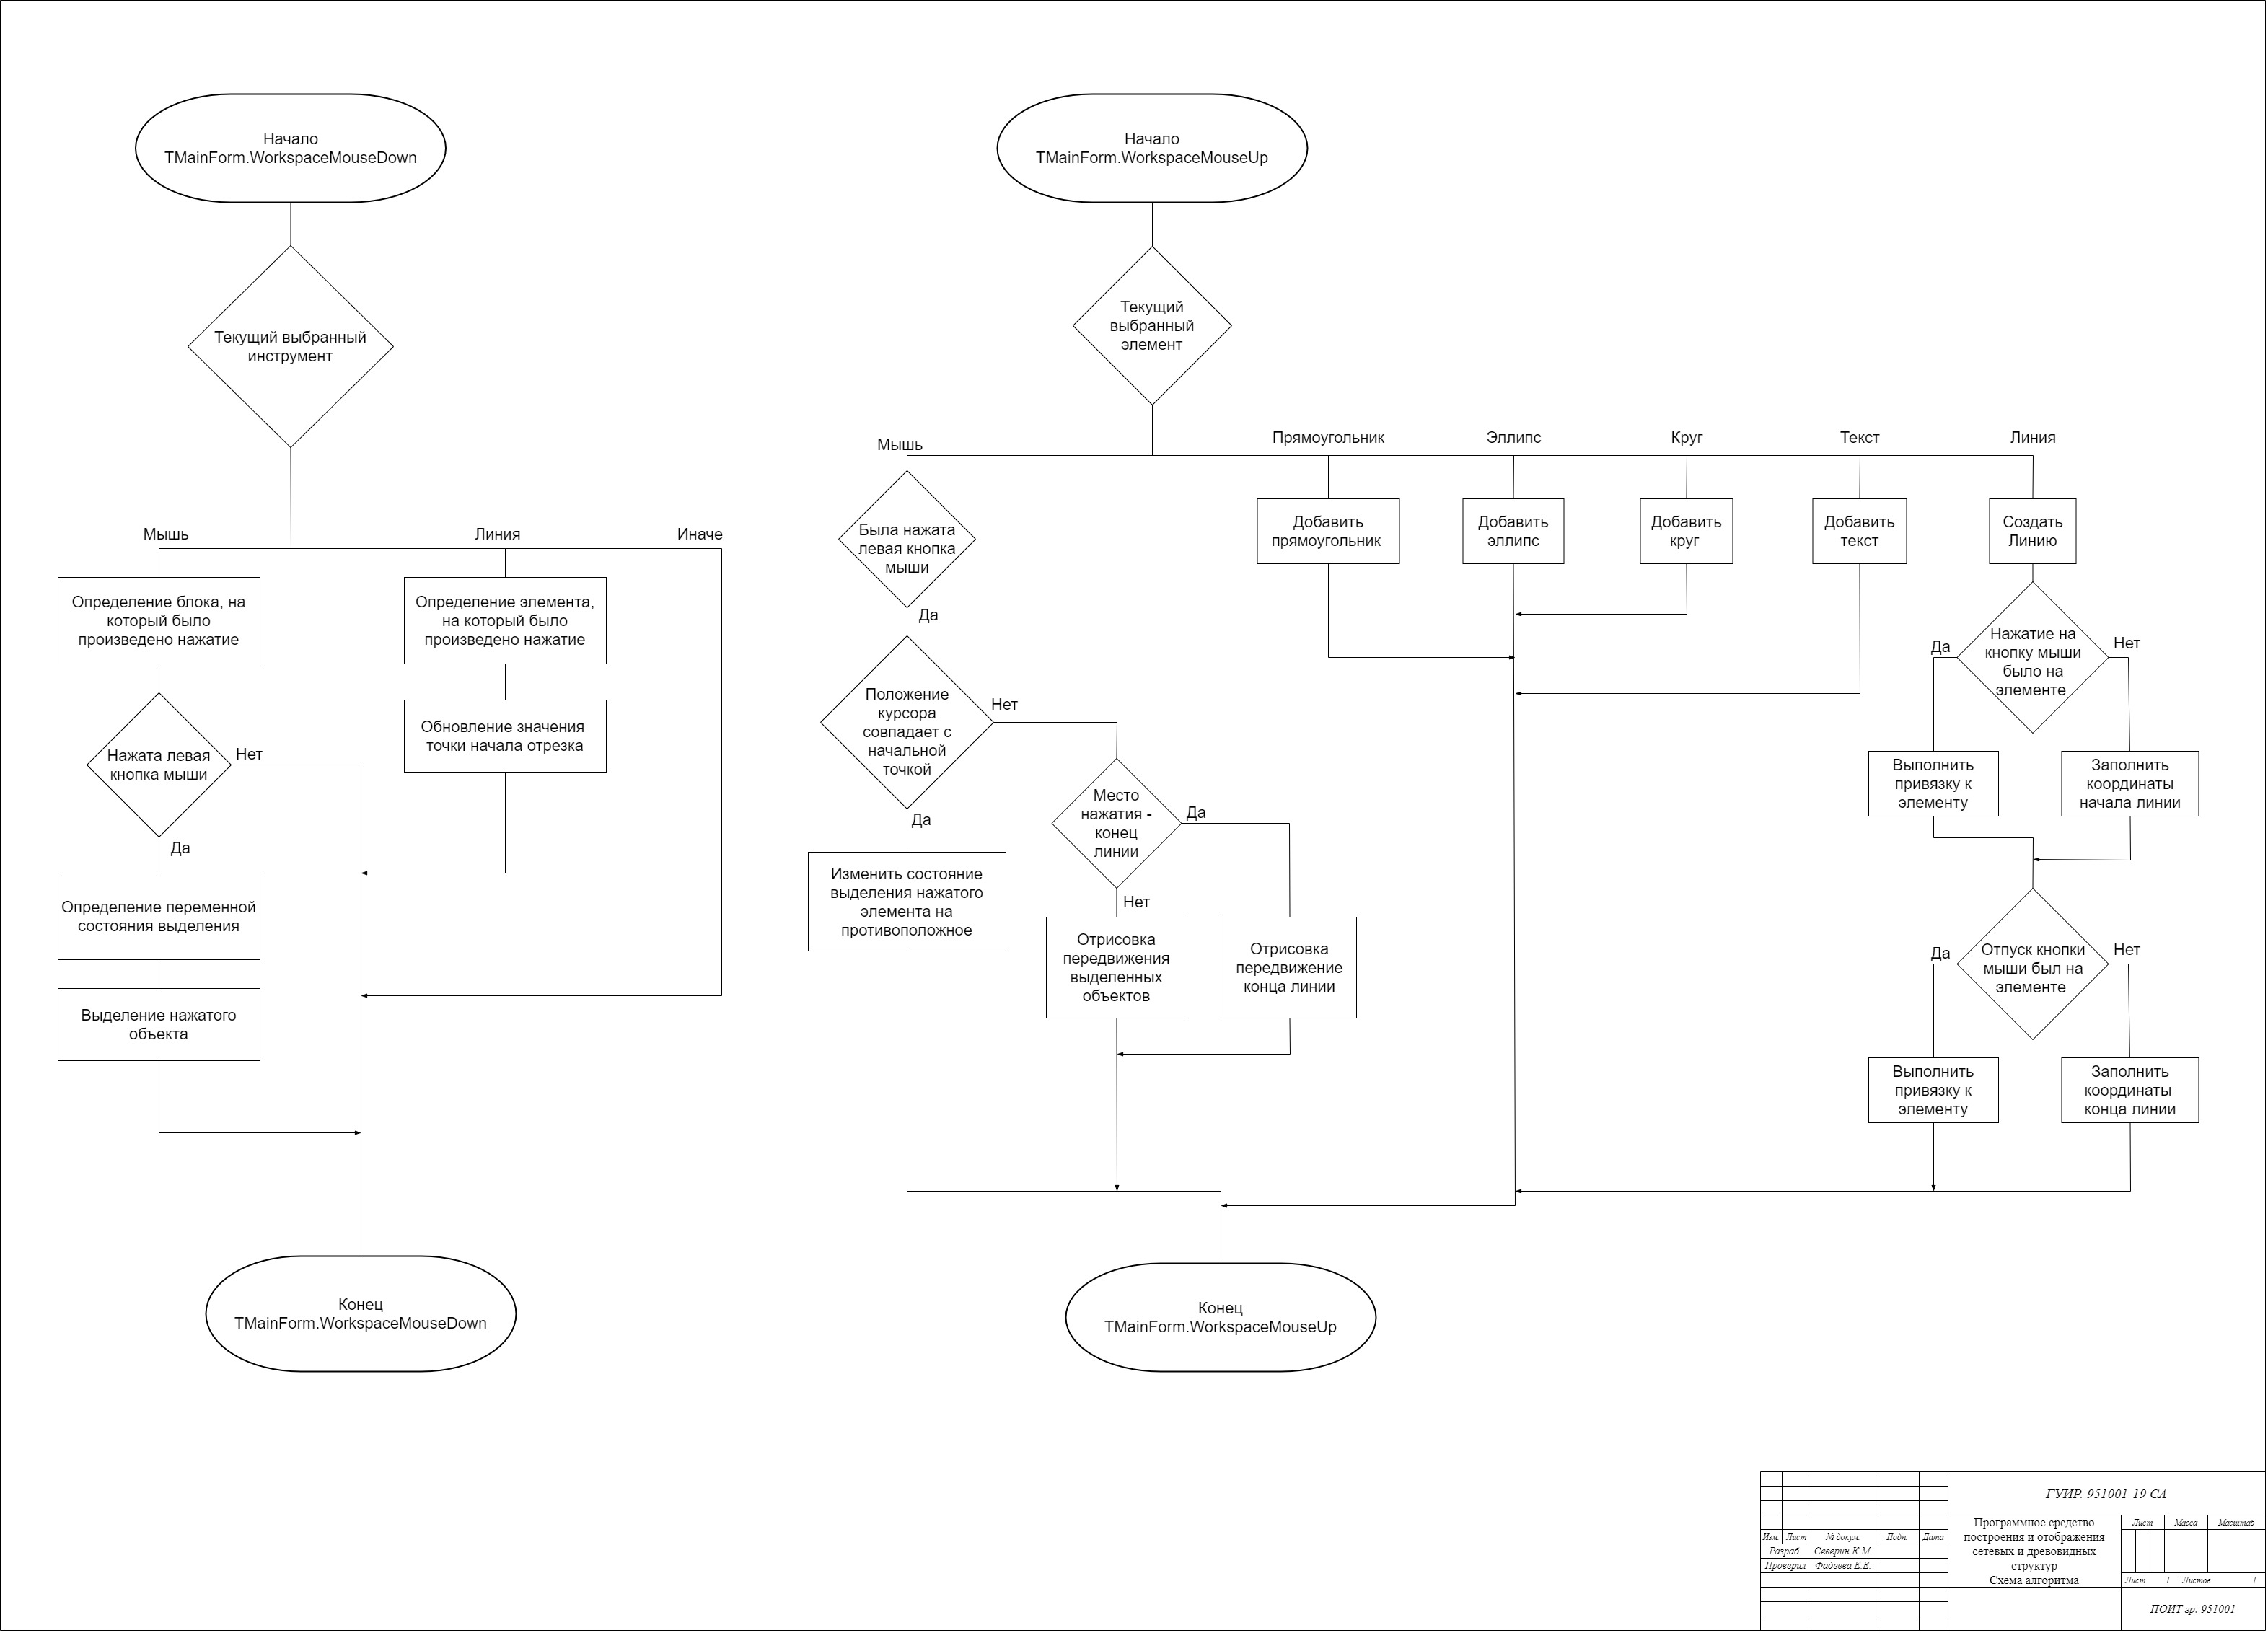 Начало
TMainForm.WorkspaceMouseDown
Текущий выбранный
инструмент
Мышь
Линия
Иначе
Определение блока, на
который было
произведено нажатие
Определение элемента,
на который было
произведено нажатие
Обновление значения
точки начала отрезка
Нажата левая
кнопка мыши
Нет
Да
Определение переменной
состояния выделения
Выделение нажатого
объекта
Конец
TMainForm.WorkspaceMouseDown
Начало
TMainForm.WorkspaceMouseUp
Текущий
выбранный
элемент
Мышь
Прямоугольник
Эллипс
Круг
Текст
Линия
Была нажата
левая кнопка
мыши
Да
Добавить
прямоугольник
Добавить
эллипс
Добавить
круг
Добавить
текст
Создать
Линию
Положение
курсора
совпадает с
начальной
точкой
Нет
Да
Место
нажатия -
конец
линии
Да
Нет
Изменить состояние
выделения нажатого
элемента на
противоположное
Отрисовка
передвижения
выделенных
объектов
Отрисовка
передвижение
конца линии
Нажатие на
кнопку мыши
было на
элементе
Да
Нет
Выполнить
привязку к
элементу
Заполнить
координаты
начала линии
Отпуск кнопки
мыши был на
элементе
Да
Нет
Выполнить
привязку к
элементу
Заполнить
координаты
конца линии
Конец
TMainForm.WorkspaceMouseUp
ГУИР. 951001-19 СА
Изм. Лист № докум. Подп. Дата
Разраб. Северин К.М.
Проверил Фадеева Е.Е.
Программное средство
построения и отображения
сетевых и древовидных
структур
Схема алгоритма
Лист Масса Масштаб
Лист 1 Листов 1
ПОИТ гр. 951001